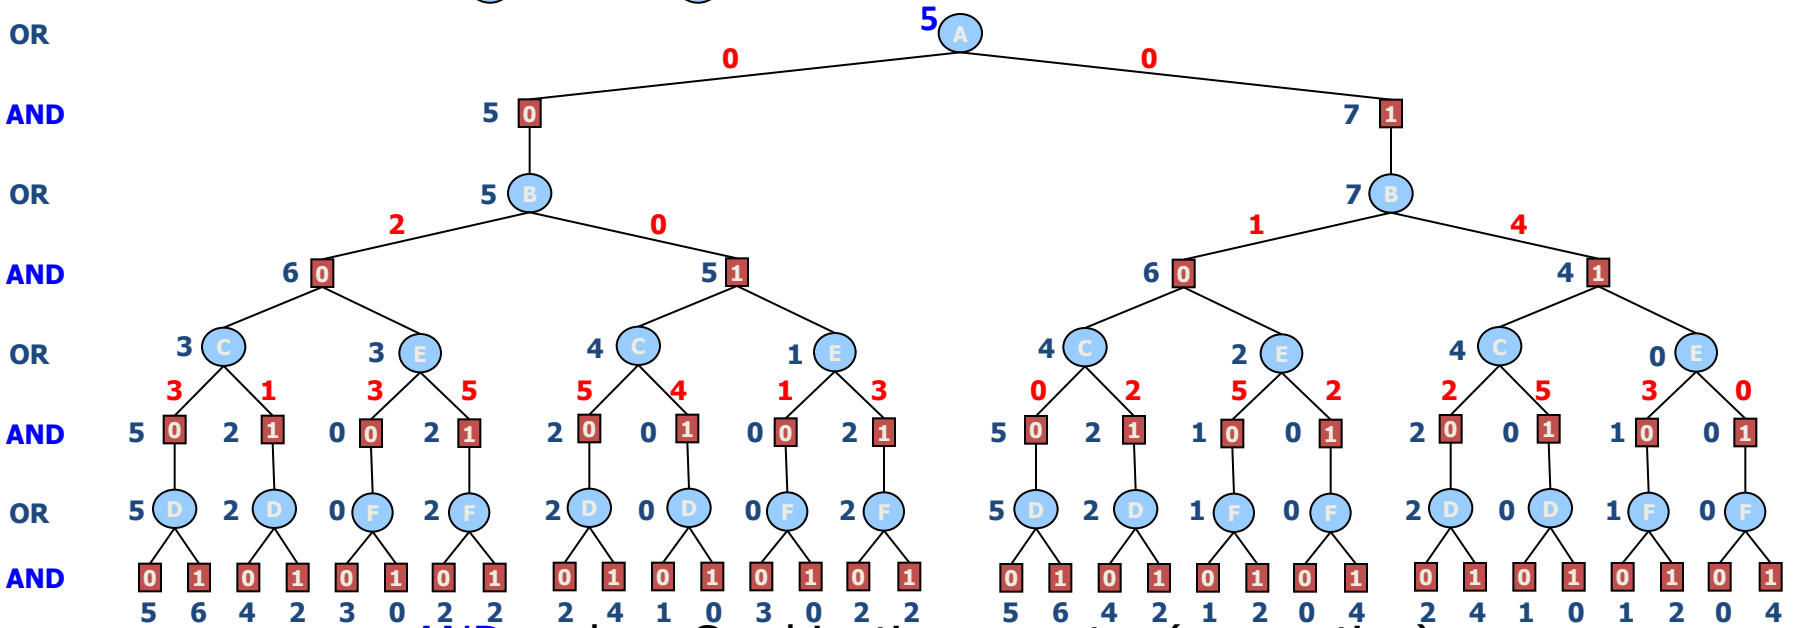 OR 5 A
0 0
AND 5 0 7 1
OR 5 B 7 B
2 0 1 4
AND 6 0 5 1 6 0 4 1
OR 3 C 3 E 4 C 1 E 4 C 2 E 4 C 0 E
3 1 3 5 5 4 1 3 0 2 5 2 2 5 3 0
AND 5 0 2 1 0 0 2 1 2 0 0 1 0 0 2 1 5 0 2 1 1 0 0 1 2 0 0 1 1 0 0 1
OR 5 D 2 D 0 F 2 F 2 D 0 D 0 F 2 F 5 D 2 D 1 F 0 F 2 D 0 D 1 F 0 F
AND 0 1 0 1 0 1 0 1 0 1 0 1 0 1 0 1 0 1 0 1 0 1 0 1 0 1 0 1 0 1 0 1
5 6 4 2 3 0 2 2 2 4 1 0 3 0 2 2 5 6 4 2 1 2 0 4 2 4 1 0 1 2 0 4